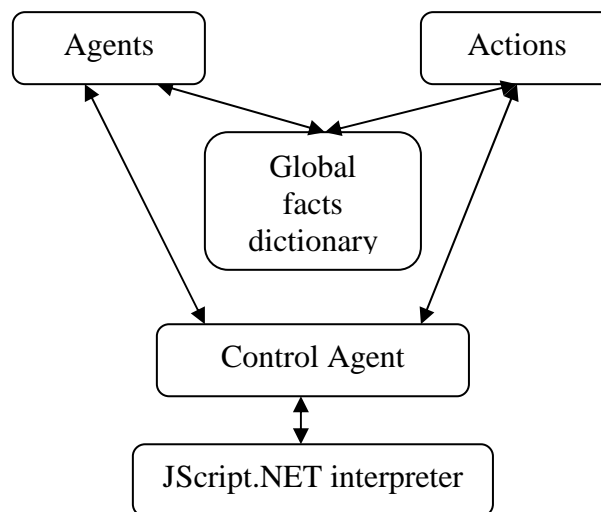 Agents
Actions
Global
facts
dictionary
Control Agent
JScript.NET interpreter